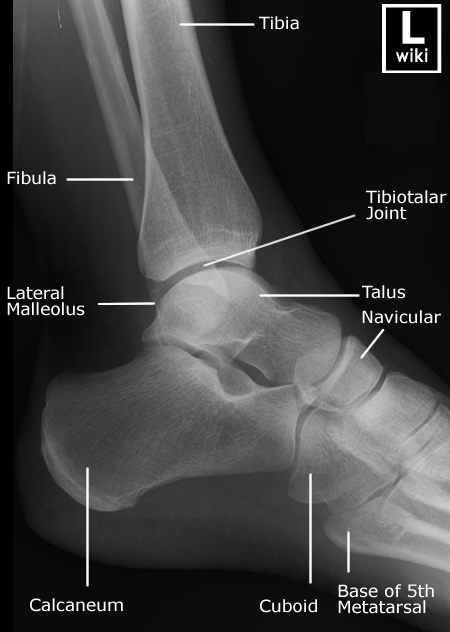 Tibia
L
wiki
Fibula
Tibiotalar
Joint
Lateral
Malleolus
Talus
Navicular
Calcaneum
Cuboid
Base of 5th
Metatarsal